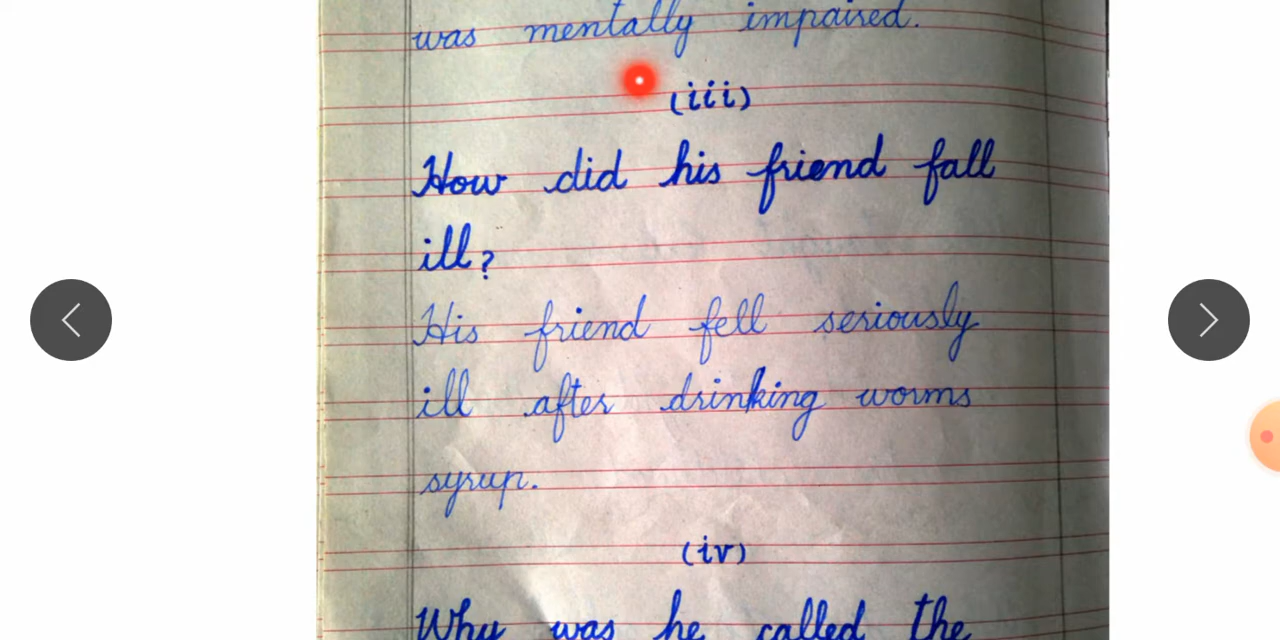 was mentally impaired.
(iii)
How did his friend fall
ill?
His friend fell seriously
ill after drinking worms
syrup.
(iv)
Why was he called the